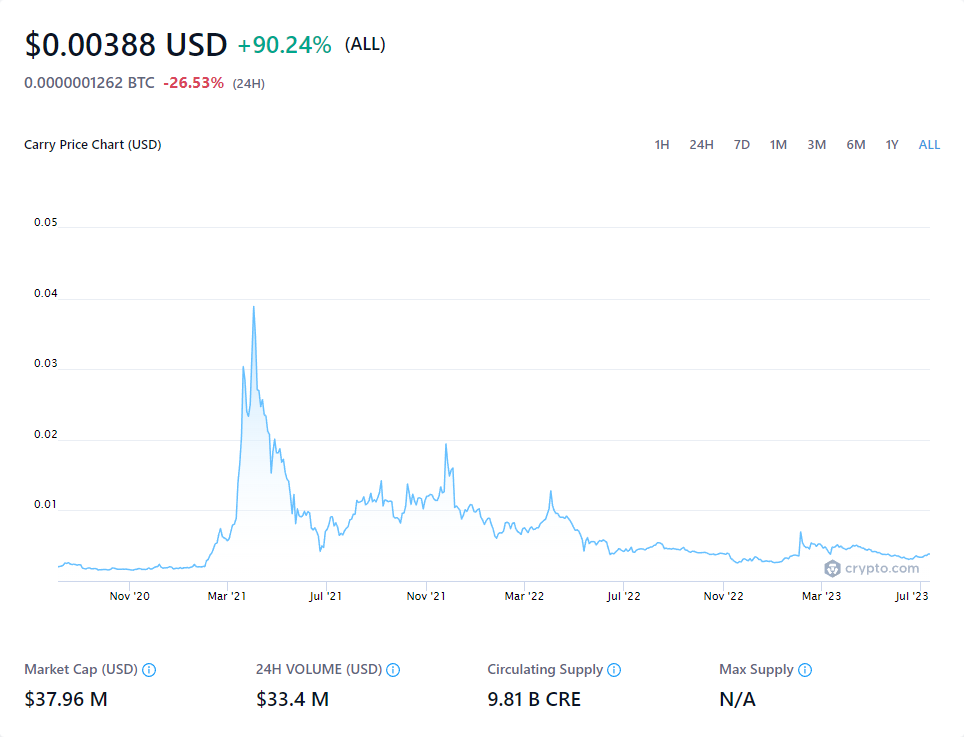 $0.00388 USD +90.24% (ALL)
0.0000001262 BTC -26.53% (24H)
Carry Price Chart (USD) 1H 24H 7D 1M 3M 6M 1Y ALL
0.05
0.04
0.03
0.02
0.01
crypto.com
Nov '20 Mar '21 Jul '21 Nov '21 Mar '22 Jul '22 Nov '22 Mar '23 Jul '23
Market Cap (USD) 24H VOLUME (USD) Circulating Supply Max Supply
$37.96 M $33.4 M 9.81 B CRE N/A